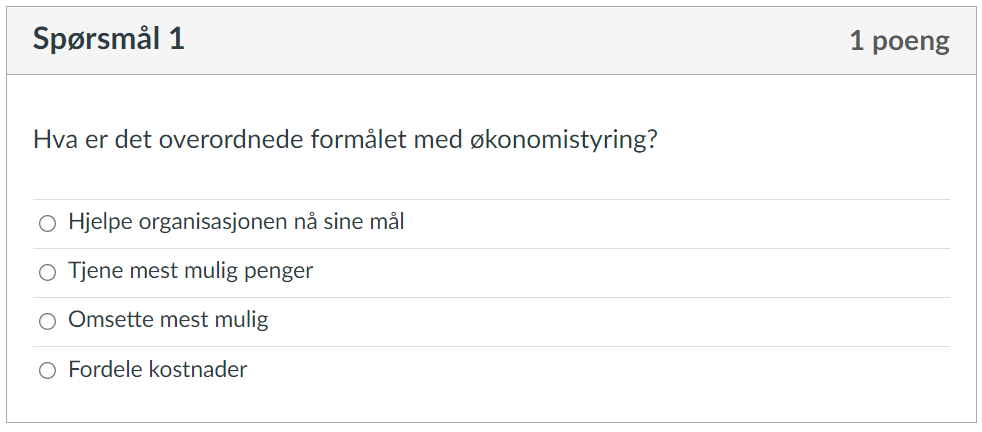 Spørsmål 1
1 poeng
Hva er det overordnede formålet med økonomistyring?
Hjelpe organisasjonen nå sine mål
Tjene mest mulig penger
Omsette mest mulig
Fordele kostnader